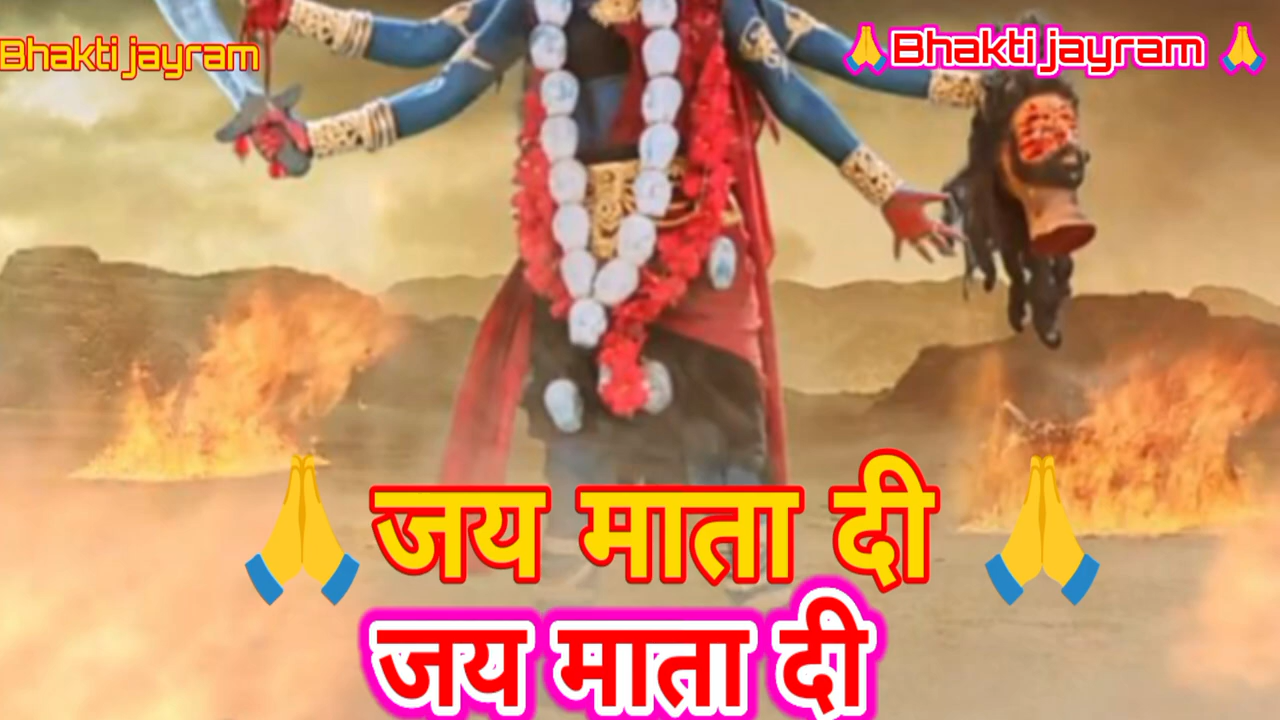 Bhakti jayram
🙏Bhakti jayram 🙏
🙏जय माता दी 🙏
जय माता दी